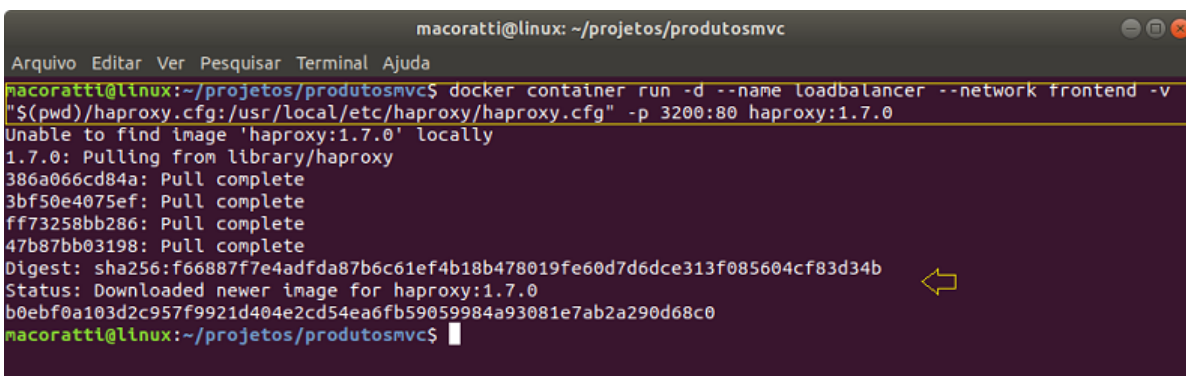 macoratti@linux: ~/projetos/produtosmvc
Arquivo Editar Ver Pesquisar Terminal Ajuda
macoratti@linux:~/projetos/produtosmvc$ docker container run -d --name loadbalancer --network frontend -v
"$(pwd)/haproxy.cfg:/usr/local/etc/haproxy/haproxy.cfg" -p 3200:80 haproxy:1.7.0
Unable to find image 'haproxy:1.7.0' locally
1.7.0: Pulling from library/haproxy
386a066cd84a: Pull complete
3bf50e4075ef: Pull complete
ff73258bb286: Pull complete
47b87bb03198: Pull complete
Digest: sha256:f66887f7e4adfda87b6c61ef4b18b478019fe60d7d6dce313f085604cf83d34b
Status: Downloaded newer image for haproxy:1.7.0
b0ebf0a103d2c957f9921d404e2cd54ea6fb59059984a93081e7ab2a290d68c0
macoratti@linux:~/projetos/produtosmvc$